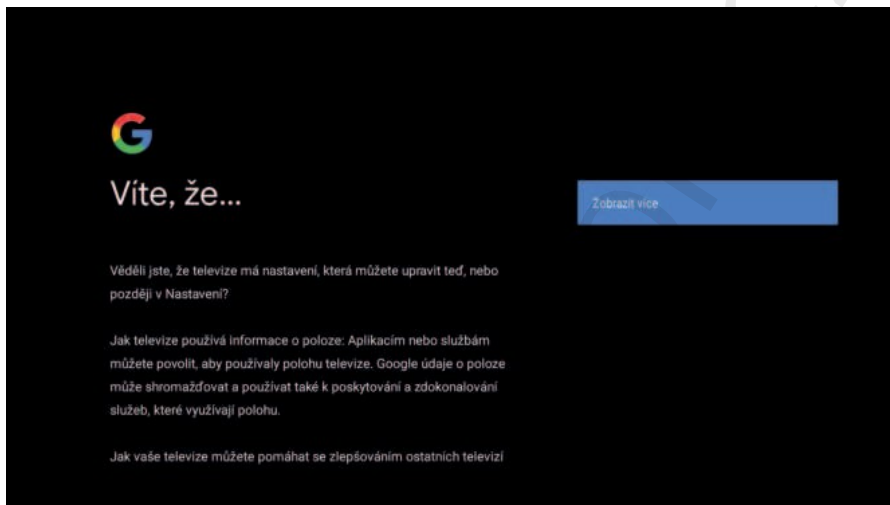 Víte, že...
Zobrazit více
Věděli jste, že televize má nastavení, která můžete upravit teď, nebo
později v Nastavení?
Jak televize používá informace o poloze: Aplikacím nebo službám
můžete povolit, aby používaly polohu televize. Google údaje o poloze
může shromažďovat a používat také k poskytování a zdokonalování
služeb, které využívají polohu.
Jak vaše televize můžete pomáhat se zlepšováním ostatních televizí